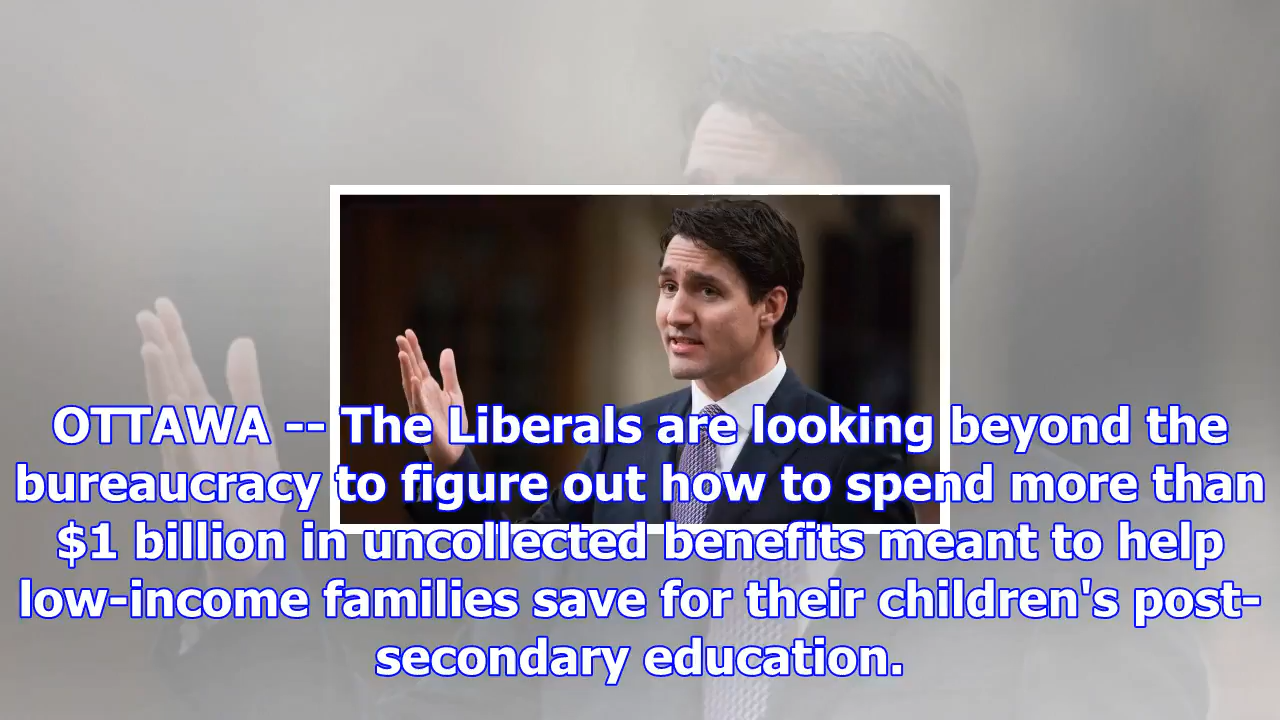 OTTAWA -- The Liberals are looking beyond the
bureaucracy to figure out how to spend more than
$1 billion in uncollected benefits meant to help
low-income families save for their children's post-
secondary education.